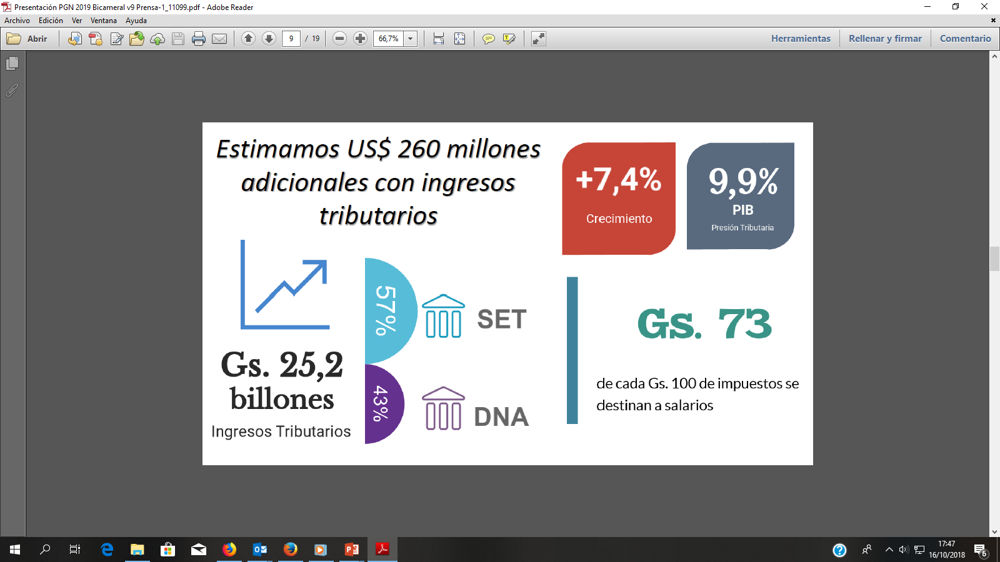 Presentación PGN 2019 Bicameral v9 Prensa-1_11099.pdf - Adobe Reader
Archivo Edición Ver Ventana Ayuda
Abrir 9 / 19 66,7% Herramientas Rellenar y firmar Comentario
Estimamos US$ 260 millones
adicionales con ingresos
tributarios
+7,4%
Crecimiento
9,9%
PIB
Presión Tributaria
57%
SET
43%
DNA
Gs. 25,2
billones
Ingresos Tributarios
Gs. 73
de cada Gs. 100 de impuestos se
destinan a salarios
17:47
16/10/2018
6